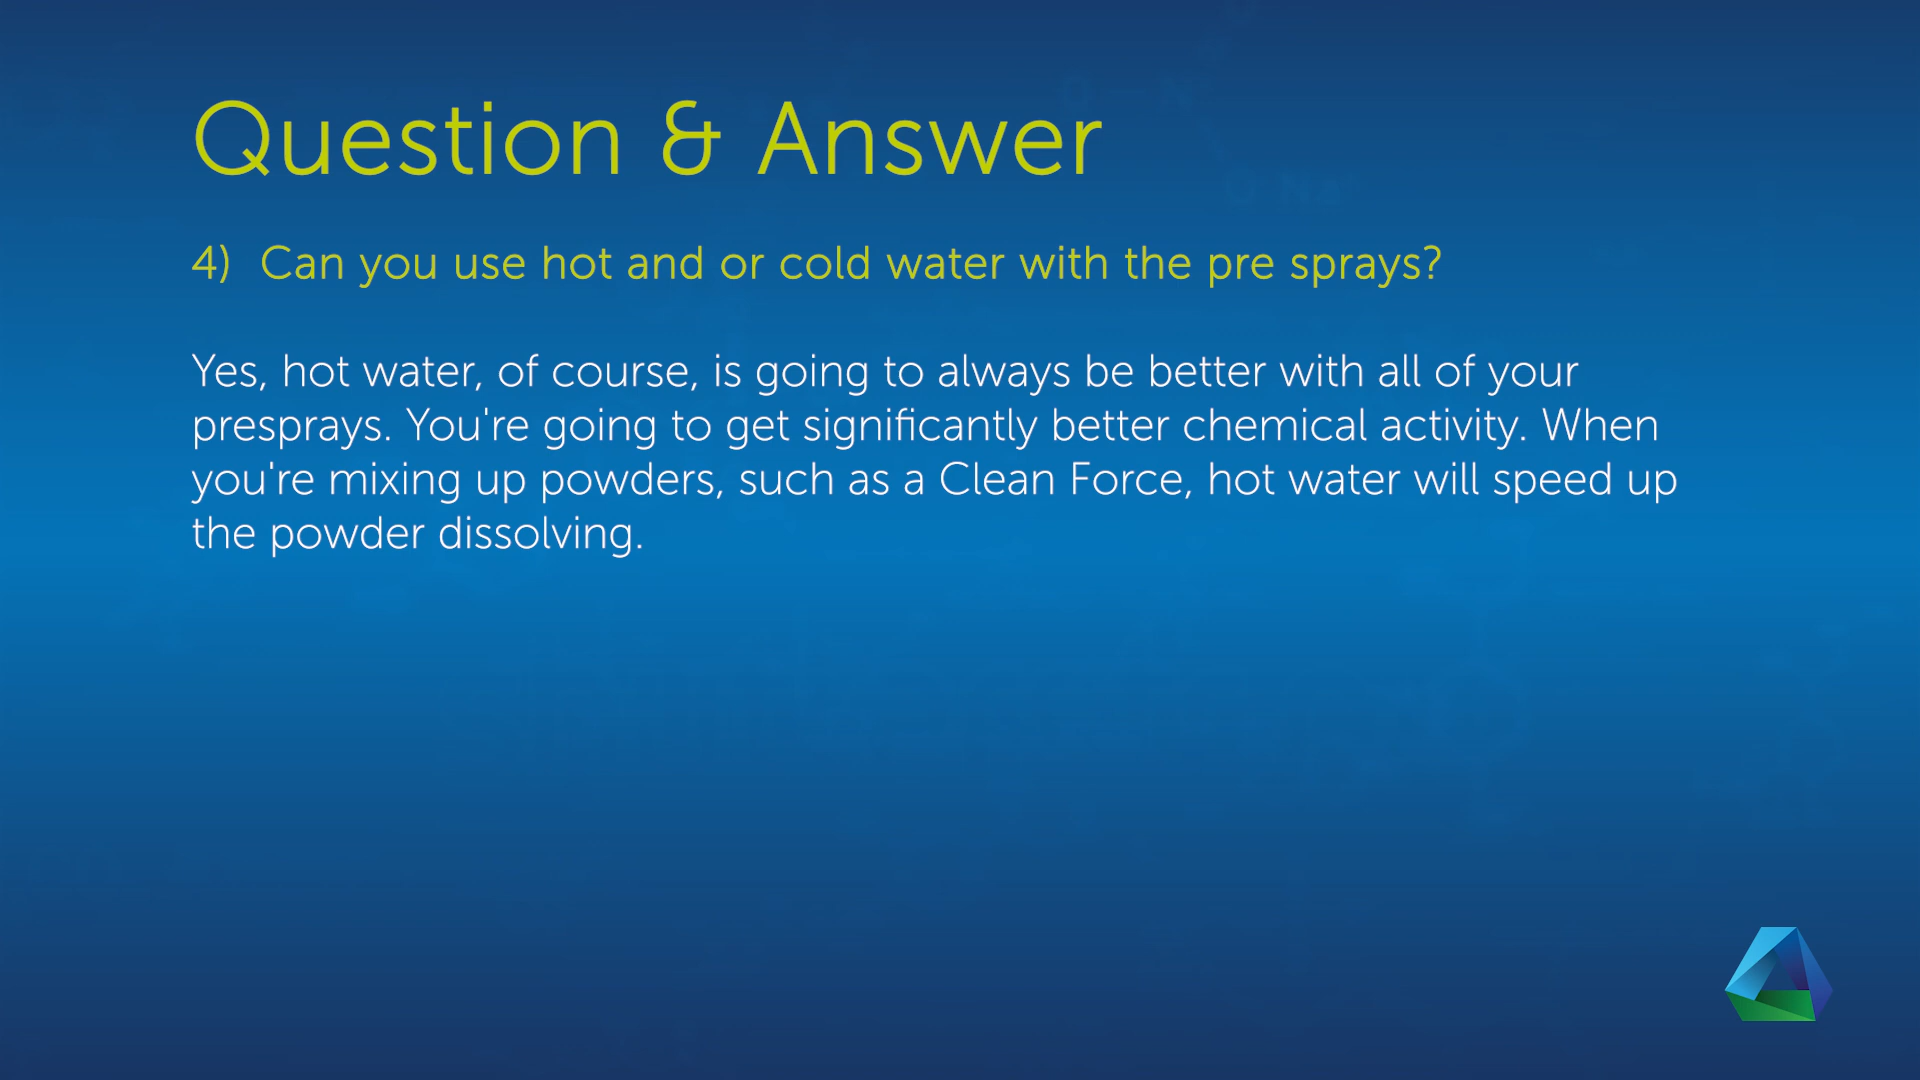 Question & Answer
4) Can you use hot and or cold water with the pre sprays?
Yes, hot water, of course, is going to always be better with all of your
presprays. You're going to get significantly better chemical activity. When
you're mixing up powders, such as a Clean Force, hot water will speed up
the powder dissolving.